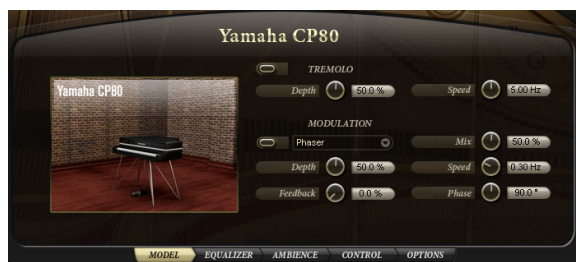 Yamaha CP80
Yamaha CP80
TREMOLO
Depth 50.0 % Speed 5.00 Hz
MODULATION
Phaser Mix 50.0 %
Depth 50.0 % Speed 0.30 Hz
Feedback 0.0 % Phase 90.0 °
MODEL EQUALIZER AMBIENCE CONTROL OPTIONS